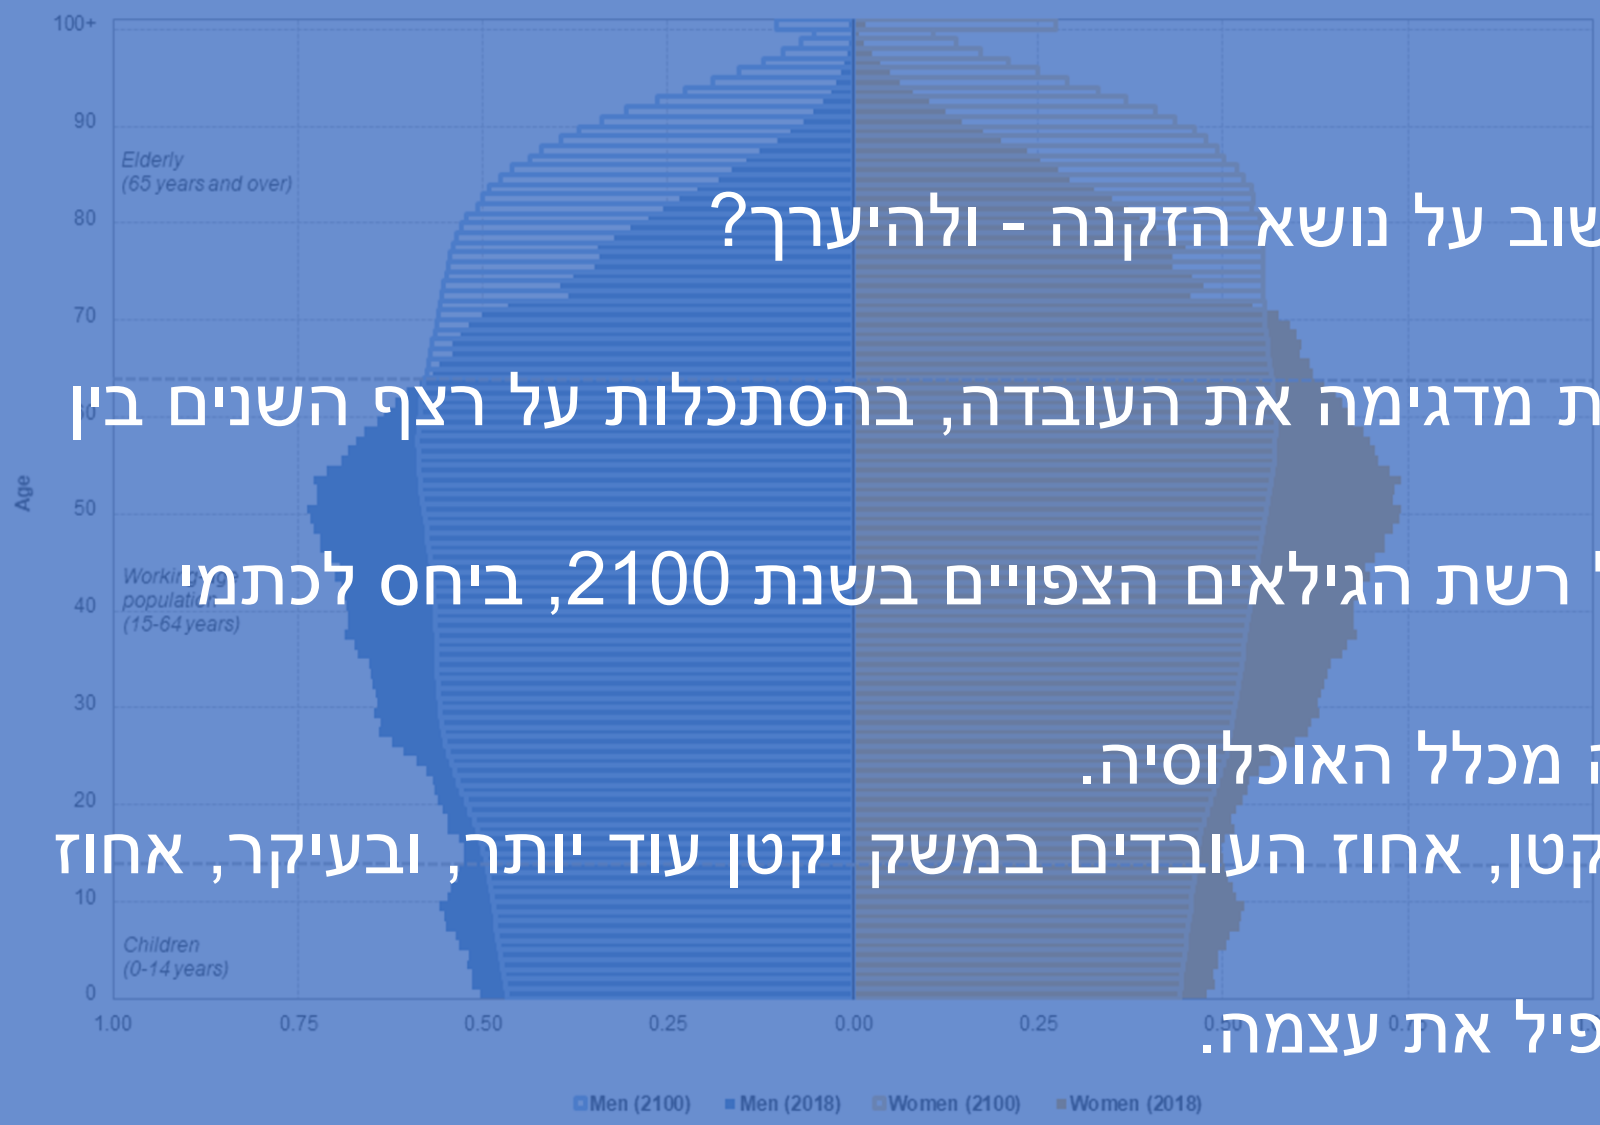 100+
90
Elderly
(65 years and over)
80
שוב על נושא הזקנה - ולהיערך?
70
ת מדגימה את העובדה, בהסתכלות על רצף השנים בין
60
Age
50
רשת הגילאים הצפויים בשנת 2100, ביחס לכתמי
Working-age
population
(15-64 years)
40
30
ה מכלל האוכלוסיה.
20
קטן, אחוז העובדים במשק יקטן עוד יותר, ובעיקר, אחוז
10
Children
(0-14 years)
0
1.00 0.75 0.50 0.25 0.00 0.25 0.50 0.75
פיל את עצמה.
Men (2100) Men (2018) Women (2100) Women (2018)